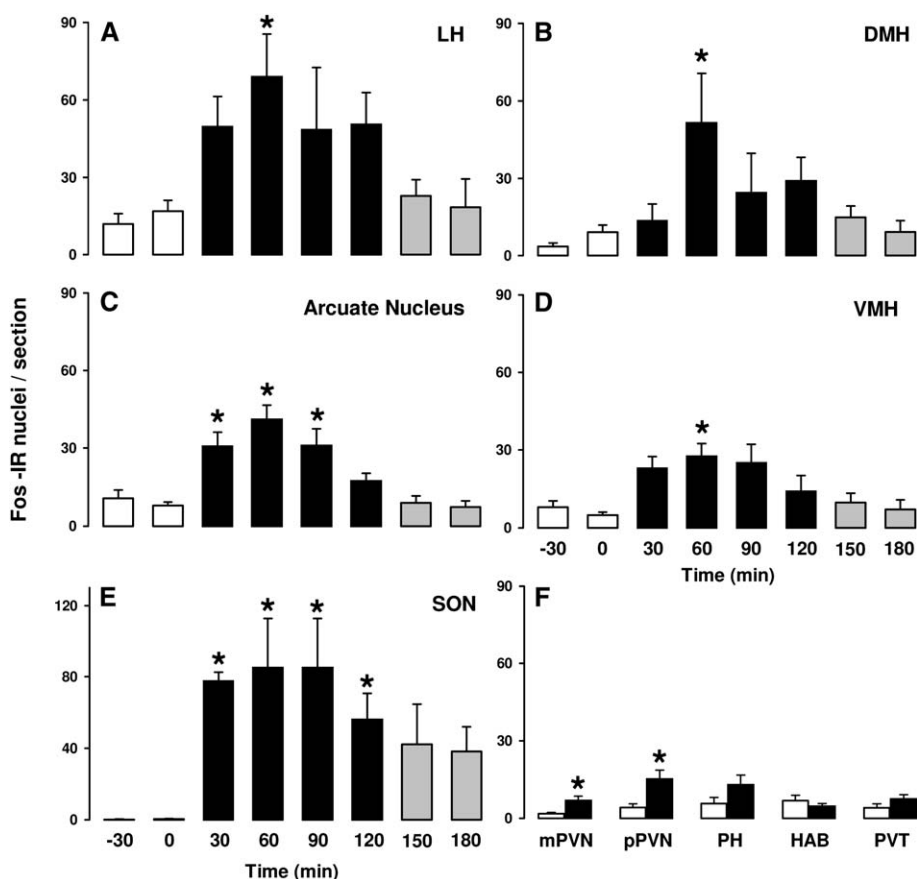 A
LH
90
60
30
0
*
B
DMH
90
60
30
0
*
C
Arcuate Nucleus
90
60
30
0
* * *
D
VMH
90
60
30
0
*
-30 0 30 60 90 120 150 180
Time (min)
Fos -IR nuclei / section
E
SON
120
80
40
0
* * * *
-30 0 30 60 90 120 150 180
Time (min)
F
90
60
30
0
* *
mPVN pPVN PH HAB PVT